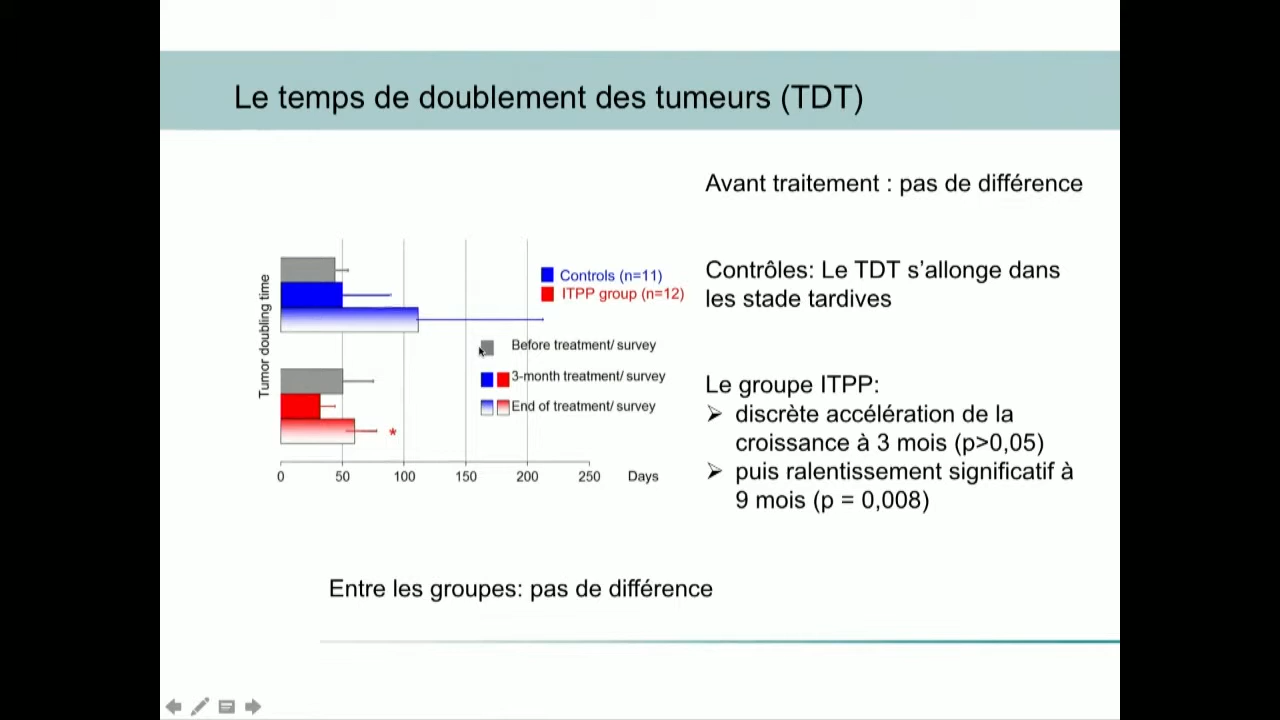 Le temps de doublement des tumeurs (TDT)
Avant traitement : pas de différence
Contrôles: Le TDT s’allonge dans
les stade tardives
Le groupe ITPP:
➢ discrète accélération de la
croissance à 3 mois (p>0,05)
➢ puis ralentissement significatif à
9 mois (p = 0,008)
Tumor doubling time
Controls (n=11)
ITPP group (n=12)
Before treatment/ survey
3-month treatment/ survey
End of treatment/ survey
*
0 50 100 150 200 250 Days
Entre les groupes: pas de différence